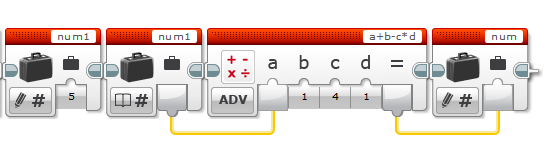 num1
num1
a+b-c*d
num
a b c d =
#
5
#
ADV
1 4 1
#